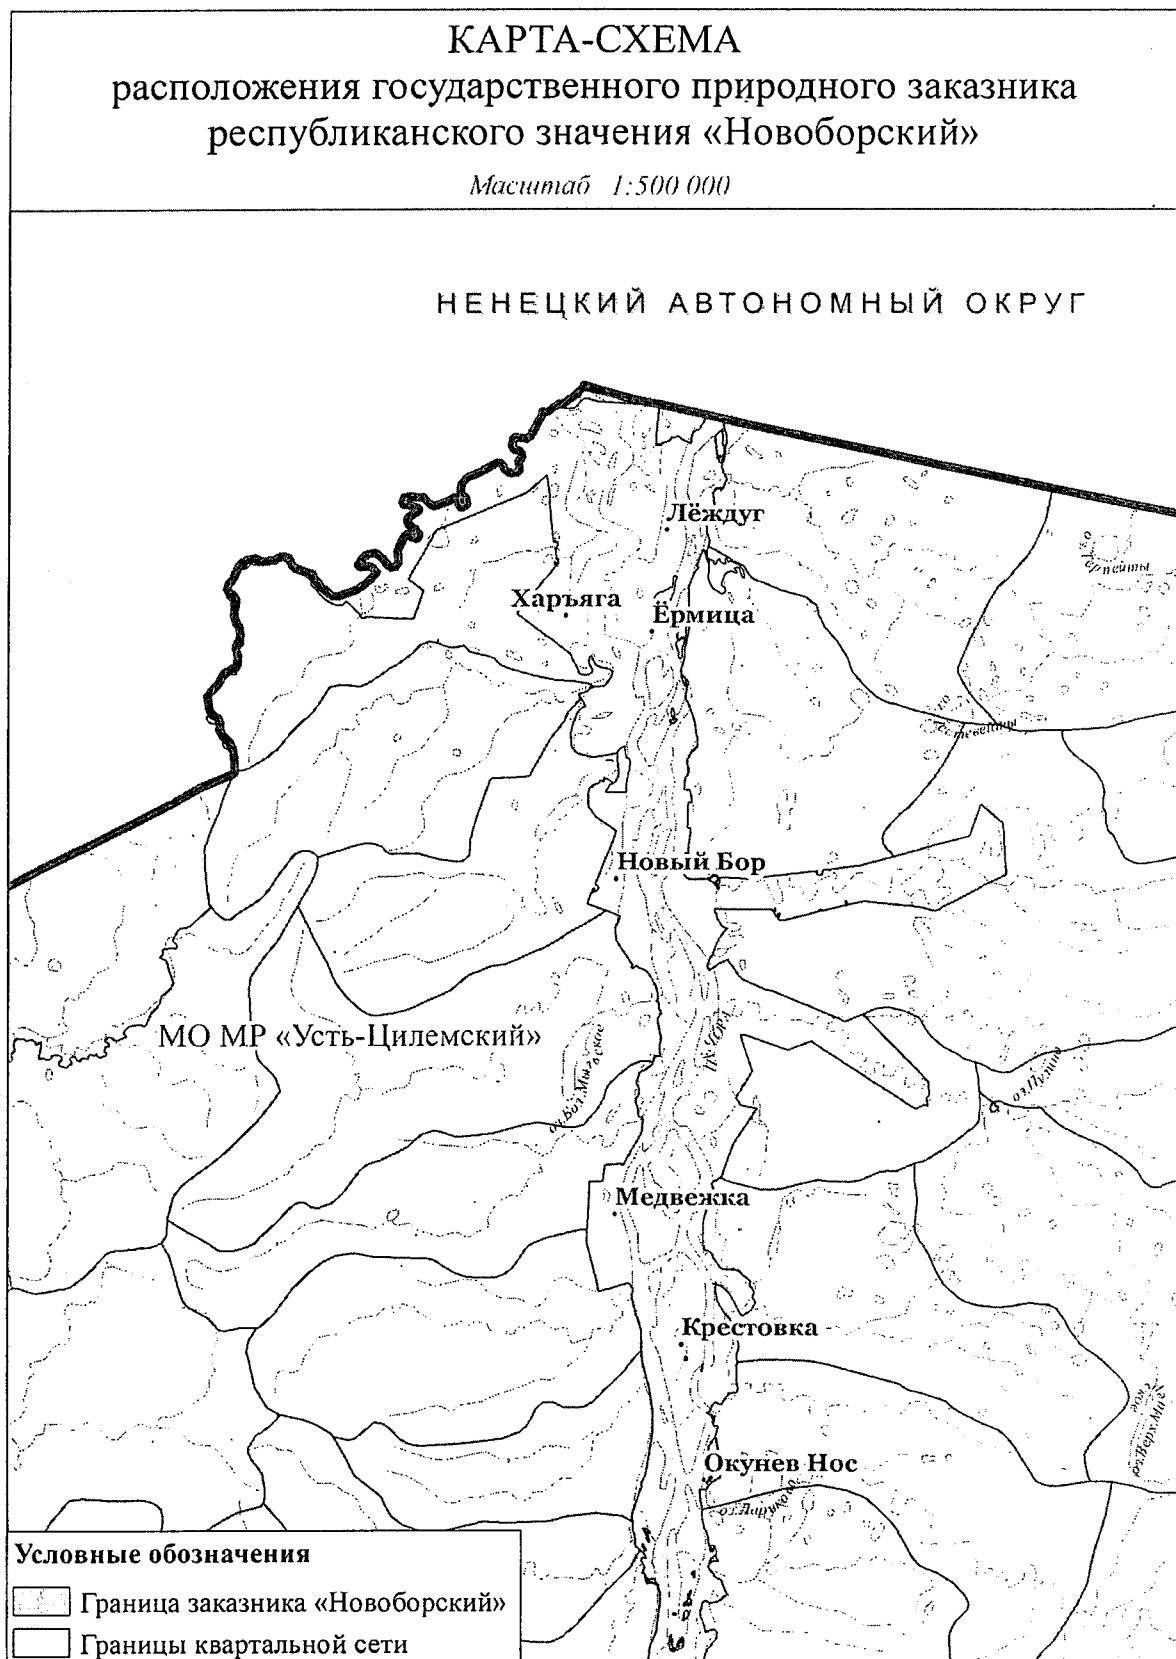 КАРТА-СХЕМА
расположения государственного природного заказника
республиканского значения «Новоборский»
Масштаб 1:500 000
НЕНЕЦКИЙ АВТОНОМНЫЙ ОКРУГ
Лёждуг
Харъяга
Ёрмица
Новый Бор
МО МР «Усть-Цилемский»
Медвежка
Крестовка
Окунев Нос
Условные обозначения
Граница заказника «Новоборский»
Границы квартальной сети